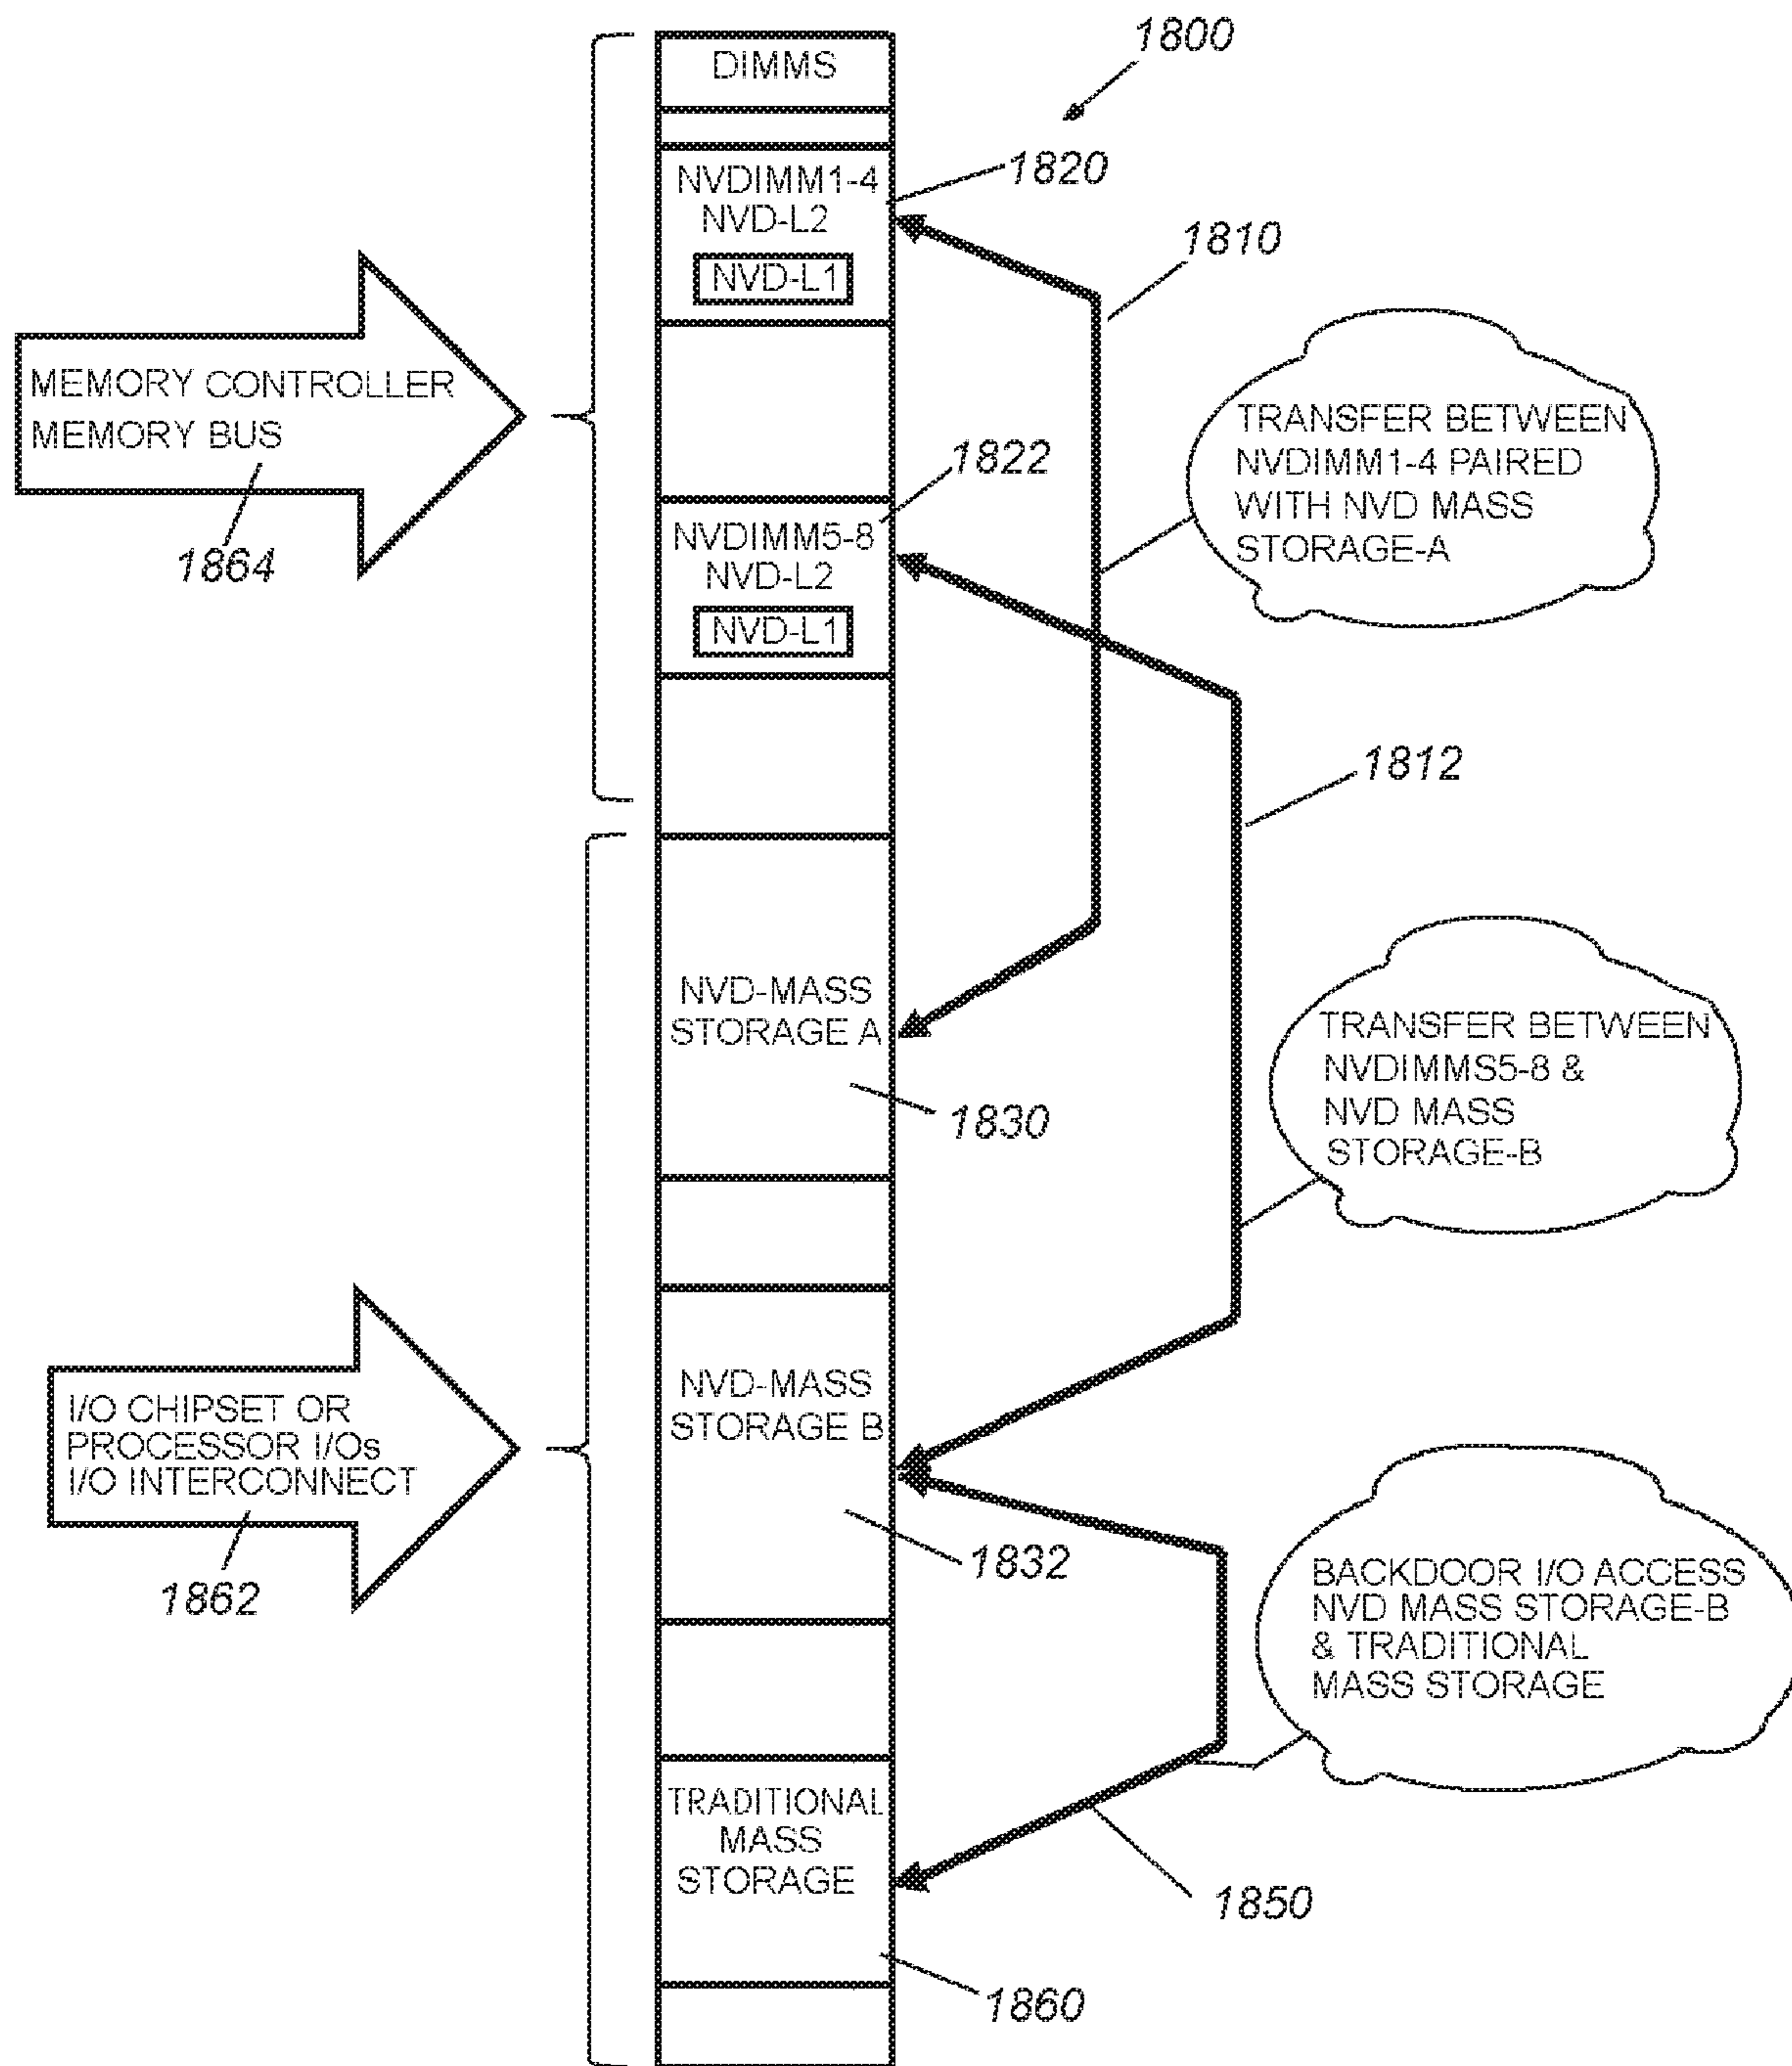 1800
DIMMS
NVDIMM1-4
NVD-L2
NVD-L1
1820
1810
MEMORY CONTROLLER
MEMORY BUS
1864
TRANSFER BETWEEN
NVDIMM1-4 PAIRED
WITH NVD MASS
STORAGE-A
NVDIMM5-8
NVD-L2
NVD-L1
1822
1812
NVD-MASS
STORAGE A
1830
TRANSFER BETWEEN
NVDIMMS5-8 &
NVD MASS
STORAGE-B
I/O CHIPSET OR
PROCESSOR I/Os
I/O INTERCONNECT
1862
NVD-MASS
STORAGE B
1832
BACKDOOR I/O ACCESS
NVD MASS STORAGE-B
& TRADITIONAL
MASS STORAGE
TRADITIONAL
MASS
STORAGE
1850
1860